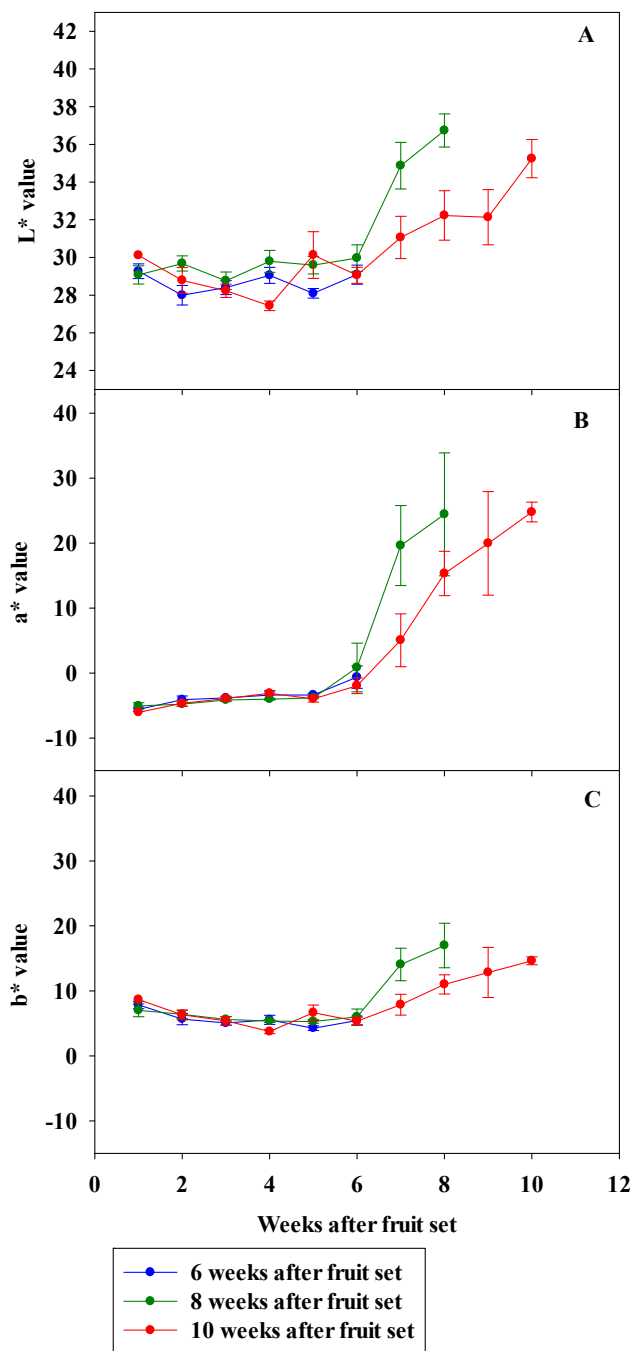 A
42
40
38
36
34
32
30
28
26
24
L* value
B
40
30
20
10
0
-10
a* value
C
40
30
20
10
0
-10
b* value
0 2 4 6 8 10 12
Weeks after fruit set
6 weeks after fruit set
8 weeks after fruit set
10 weeks after fruit set